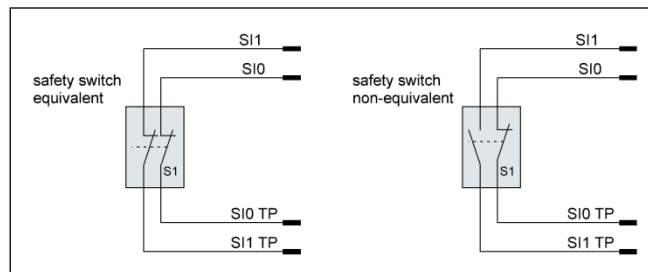 SI1
SI0
safety switch
equivalent
S1
SI0 TP
SI1 TP
SI1
SI0
safety switch
non-equivalent
S1
SI0 TP
SI1 TP